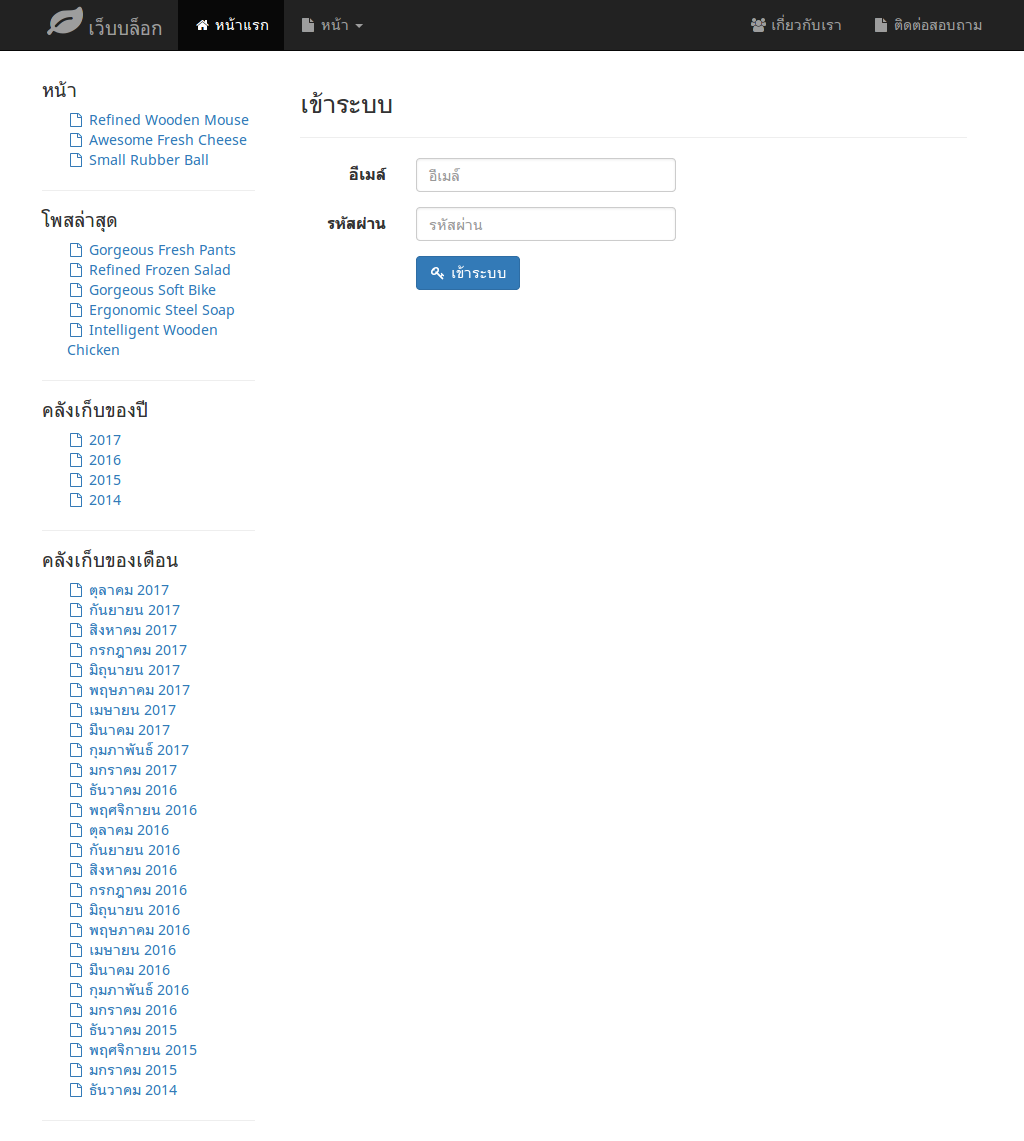 เว็บบล็อก
หน้าแรก
หน้า
เกี่ยวกับเรา
ติดต่อสอบถาม
หน้า
Refined Wooden Mouse
Awesome Fresh Cheese
Small Rubber Ball
โพสล่าสุด
Gorgeous Fresh Pants
Refined Frozen Salad
Gorgeous Soft Bike
Ergonomic Steel Soap
Intelligent Wooden
Chicken
คลังเก็บของปี
2017
2016
2015
2014
คลังเก็บของเดือน
ตุลาคม 2017
กันยายน 2017
สิงหาคม 2017
กรกฎาคม 2017
มิถุนายน 2017
พฤษภาคม 2017
เมษายน 2017
มีนาคม 2017
กุมภาพันธ์ 2017
มกราคม 2017
ธันวาคม 2016
พฤศจิกายน 2016
ตุลาคม 2016
กันยายน 2016
สิงหาคม 2016
กรกฎาคม 2016
มิถุนายน 2016
พฤษภาคม 2016
เมษายน 2016
มีนาคม 2016
กุมภาพันธ์ 2016
มกราคม 2016
ธันวาคม 2015
พฤศจิกายน 2015
มกราคม 2015
ธันวาคม 2014
เข้าระบบ
อีเมล์
อีเมล์
รหัสผ่าน
รหัสผ่าน
เข้าระบบ